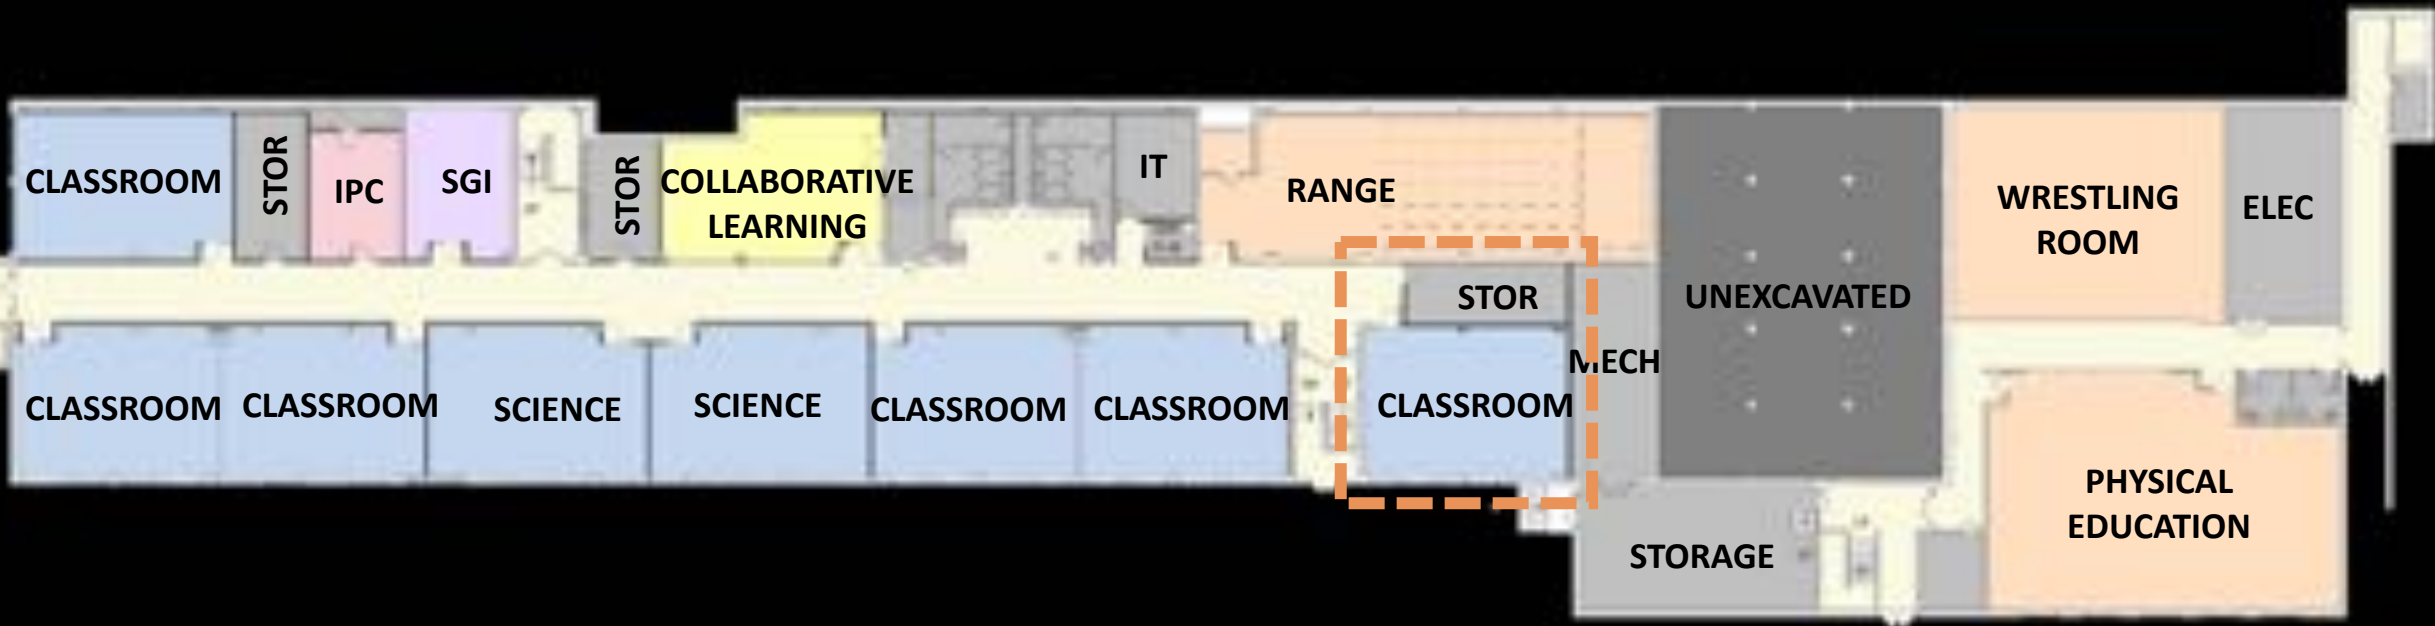 CLASSROOM
STOR
IPC
SGI
STOR
COLLABORATIVE
LEARNING
IT
RANGE
STOR
MECH
UNEXCAVATED
WRESTLING
ROOM
ELEC
CLASSROOM
CLASSROOM
SCIENCE
SCIENCE
CLASSROOM
CLASSROOM
CLASSROOM
STORAGE
PHYSICAL
EDUCATION